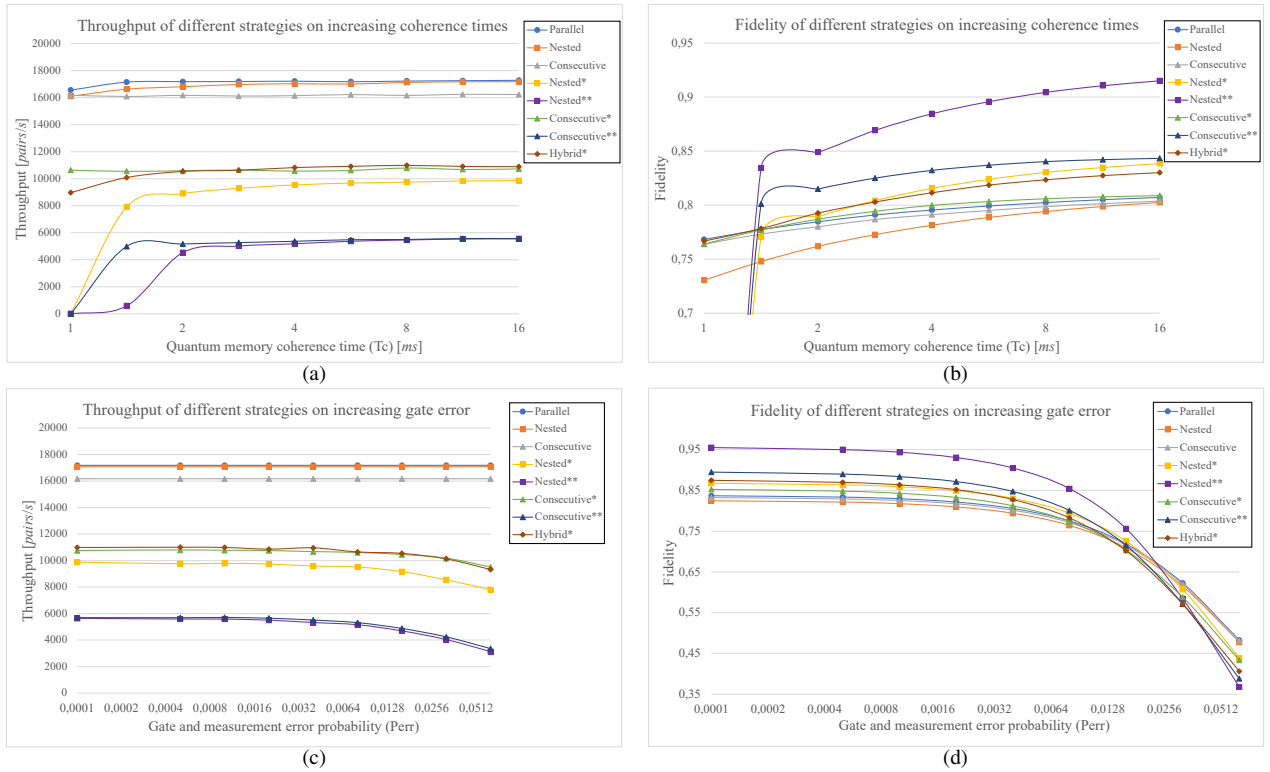 Throughput of different strategies on increasing coherence times
20000
18000
16000
14000
12000
10000
8000
6000
4000
2000
0
Throughput [pairs/s]
1 2 4 8 16
Quantum memory coherence time (Tc) [ms]
Parallel
Nested
Consecutive
Nested*
Nested**
Consecutive*
Consecutive**
Hybrid*
(a)
Fidelity of different strategies on increasing coherence times
0,95
0,9
0,85
0,8
0,75
0,7
Fidelity
1 2 4 8 16
Quantum memory coherence time (Tc) [ms]
Parallel
Nested
Consecutive
Nested*
Nested**
Consecutive*
Consecutive**
Hybrid*
(b)
Throughput of different strategies on increasing gate error
20000
18000
16000
14000
12000
10000
8000
6000
4000
2000
0
Throughput [pairs/s]
0,0001 0,0002 0,0004 0,0008 0,0016 0,0032 0,0064 0,0128 0,0256 0,0512
Gate and measurement error probability (Perr)
Parallel
Nested
Consecutive
Nested*
Nested**
Consecutive*
Consecutive**
Hybrid*
(c)
Fidelity of different strategies on increasing gate error
0,95
0,85
0,75
0,65
0,55
0,45
0,35
Fidelity
0,0001 0,0002 0,0004 0,0008 0,0016 0,0032 0,0064 0,0128 0,0256 0,0512
Gate and measurement error probability (Perr)
Parallel
Nested
Consecutive
Nested*
Nested**
Consecutive*
Consecutive**
Hybrid*
(d)